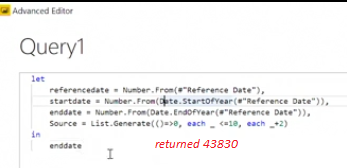 Advanced Editor
Query1
let
referencedate = Number.From(#"Reference Date"),
startdate = Number.From(Date.StartOfYear(#"Reference Date")),
enddate = Number.From(Date.EndOfYear(#"Reference Date")),
Source = List.Generate(()=>0, each _ <=10, each _+2)
in
enddate
returned 43830